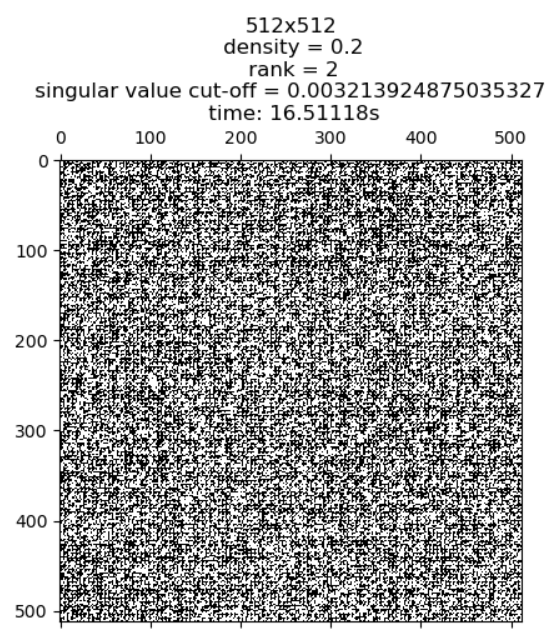 512x512
density = 0.2
rank = 2
singular value cut-off = 0.003213924875035327
time: 16.51118s
0 100 200 300 400 500
0
100
200
300
400
500